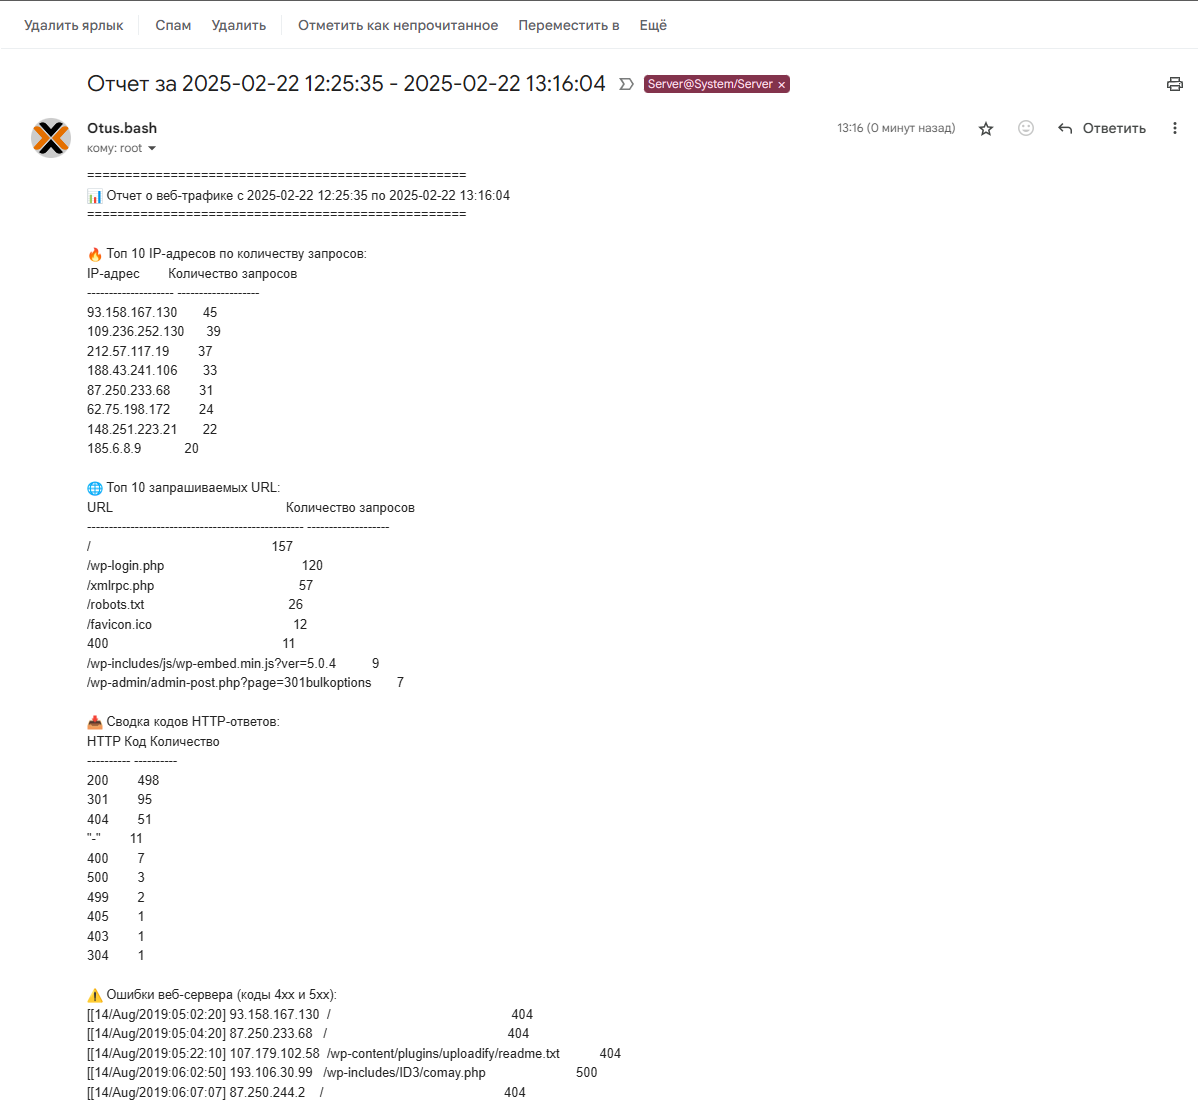 Удалить ярлык Спам Удалить Отметить как непрочитанное Переместить в Ещё
Отчет за 2025-02-22 12:25:35 - 2025-02-22 13:16:04 Server@System/Server ×
Otus.bash 13:16 (0 минут назад) Ответить
кому: root
==================================================
📊 Отчет о веб-трафике с 2025-02-22 12:25:35 по 2025-02-22 13:16:04
==================================================
🔥 Топ 10 IP-адресов по количеству запросов:
IP-адрес Количество запросов
-------------------- -------------------
93.158.167.130 45
109.236.252.130 39
212.57.117.19 37
188.43.241.106 33
87.250.233.68 31
62.75.198.172 24
148.251.223.21 22
185.6.8.9 20
🌐 Топ 10 запрашиваемых URL:
URL Количество запросов
-------------------------------------------------- -------------------
/ 157
/wp-login.php 120
/xmlrpc.php 57
/robots.txt 26
/favicon.ico 12
400 11
/wp-includes/js/wp-embed.min.js?ver=5.0.4 9
/wp-admin/admin-post.php?page=301bulkoptions 7
📥 Сводка кодов HTTP-ответов:
HTTP Код Количество
---------- ----------
200 498
301 95
404 51
"-" 11
400 7
500 3
499 2
405 1
403 1
304 1
⚠️ Ошибки веб-сервера (коды 4xx и 5xx):
[[14/Aug/2019:05:02:20] 93.158.167.130 / 404
[[14/Aug/2019:05:04:20] 87.250.233.68 / 404
[[14/Aug/2019:05:22:10] 107.179.102.58 /wp-content/plugins/uploadify/readme.txt 404
[[14/Aug/2019:06:02:50] 193.106.30.99 /wp-includes/ID3/comay.php 500
[[14/Aug/2019:06:07:07] 87.250.244.2 / 404